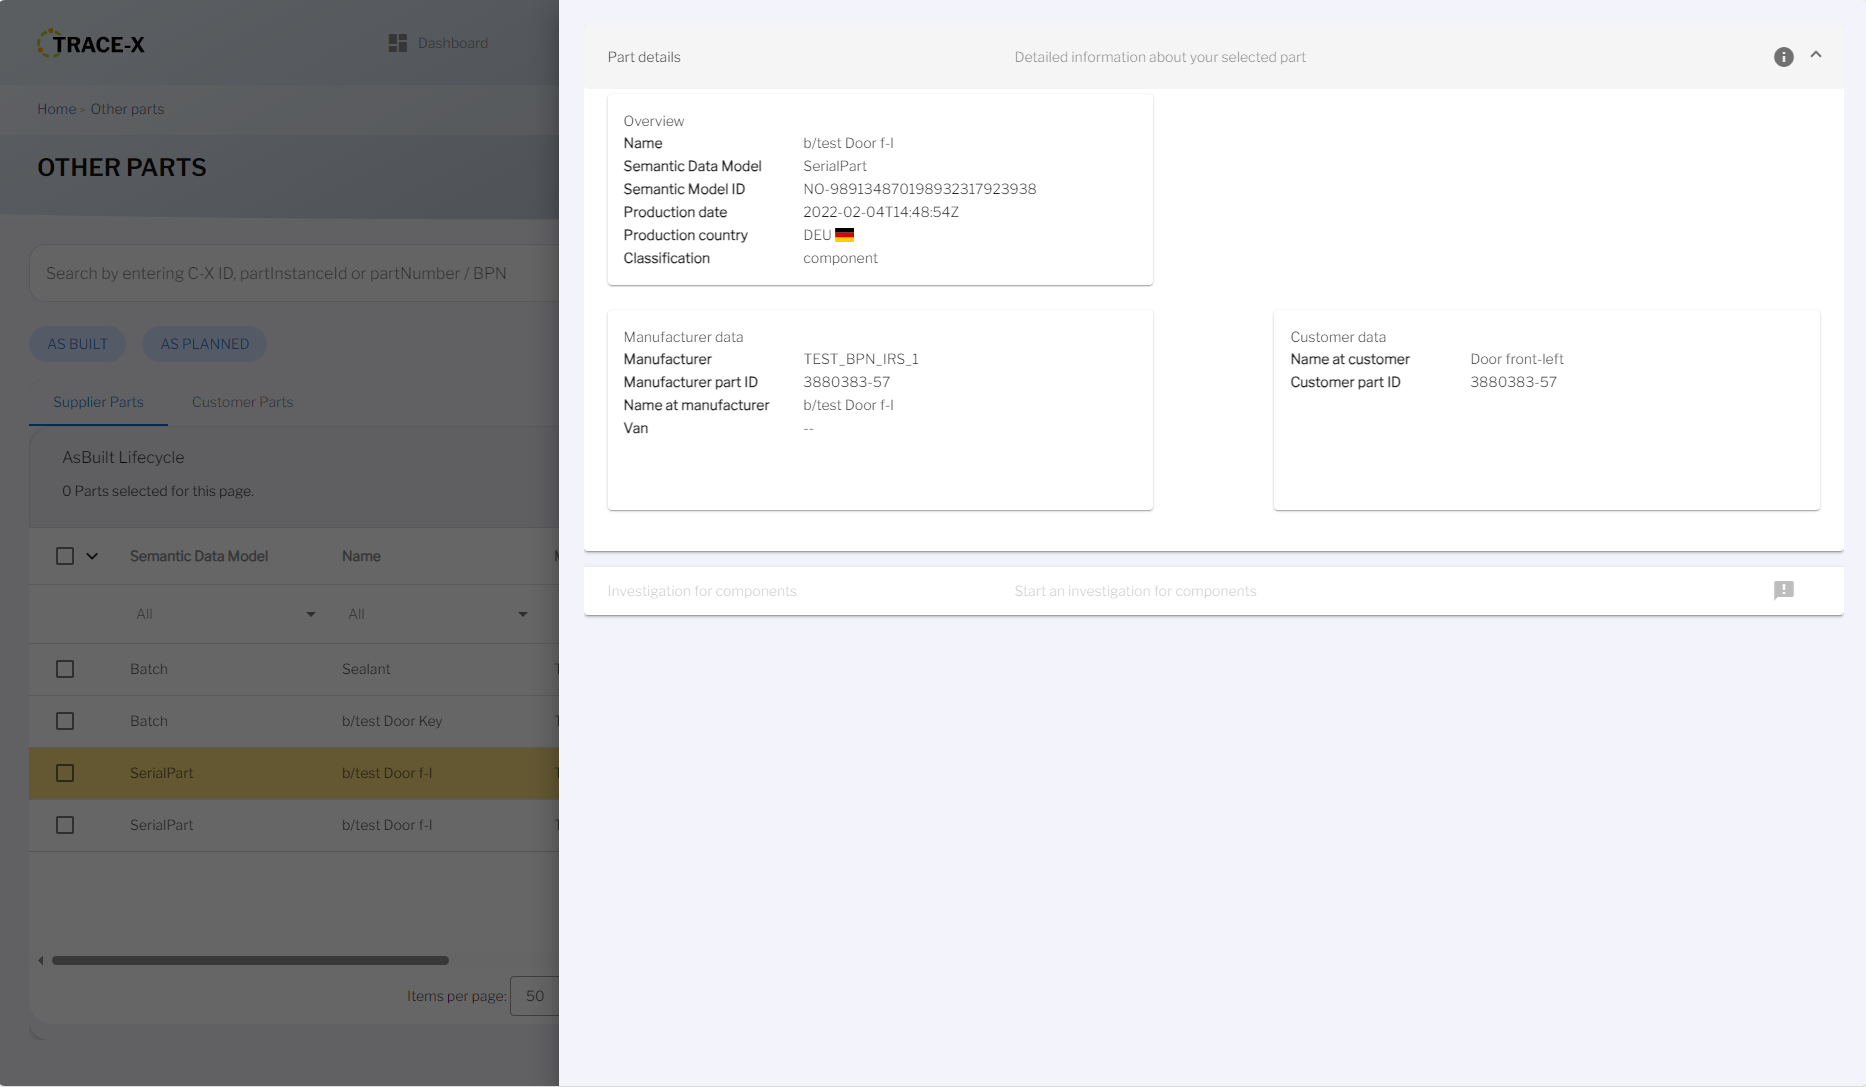 TRACE-X
Dashboard
Home > Other parts
OTHER PARTS
Search by entering C-X ID, partInstanceId or partNumber / BPN
AS BUILT
AS PLANNED
Supplier Parts
Customer Parts
AsBuilt Lifecycle
0 Parts selected for this page.
Semantic Data Model Name
All All
Batch Sealant
Batch b/test Door Key
SerialPart b/test Door f-l
SerialPart b/test Door f-l
Items per page: 50
Part details Detailed information about your selected part
Overview
Name b/test Door f-l
Semantic Data Model SerialPart
Semantic Model ID NO-989134870198932317923938
Production date 2022-02-04T14:48:54Z
Production country DEU
Classification component
Manufacturer data
Manufacturer TEST_BPN_IRS_1
Manufacturer part ID 3880383-57
Name at manufacturer b/test Door f-l
Van --
Customer data
Name at customer Door front-left
Customer part ID 3880383-57
Investigation for components Start an investigation for components